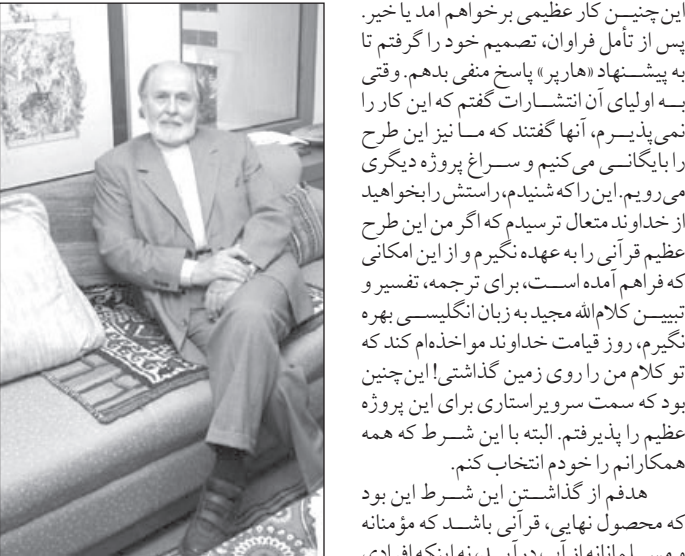 این‌چنین کار عظیمی برخواهم آمد یا خیر.
پس از تأمل فراوان، تصمیم خود را گرفتم تا
به پیشنهاد «هارپر» پاسخ منفی بدهم. وقتی
به اولیای آن انتشارات گفتم که این کار را
نمی‌پذیرم، آنها گفتند که ما نیز این طرح
را بایگانی می‌کنیم و سراغ پروژه دیگری
می‌رویم. این را که شنیدم، راستش را بخواهید
از خداوند متعال ترسیدم که اگر من این طرح
عظیم قرآنی را به عهده نگیرم و از این امکانی
که فراهم آمده است، برای ترجمه، تفسیر و
تبیین کلام‌الله مجید به زبان انگلیسی بهره
نگیرم، روز قیامت خداوند مواخذه‌ام کند که
تو کلام من را روی زمین گذاشتی! این‌چنین
بود که سمت سرویراستاری برای این پروژه
عظیم را پذیرفتم. البته با این شرط که همه
همکارانم را خودم انتخاب کنم.
هدفم از گذاشتن این شرط این بود
که محصول نهایی، قرآنی باشد که مؤمنانه
و مسلمانانه از آب درآید، نه اینکه افرادی